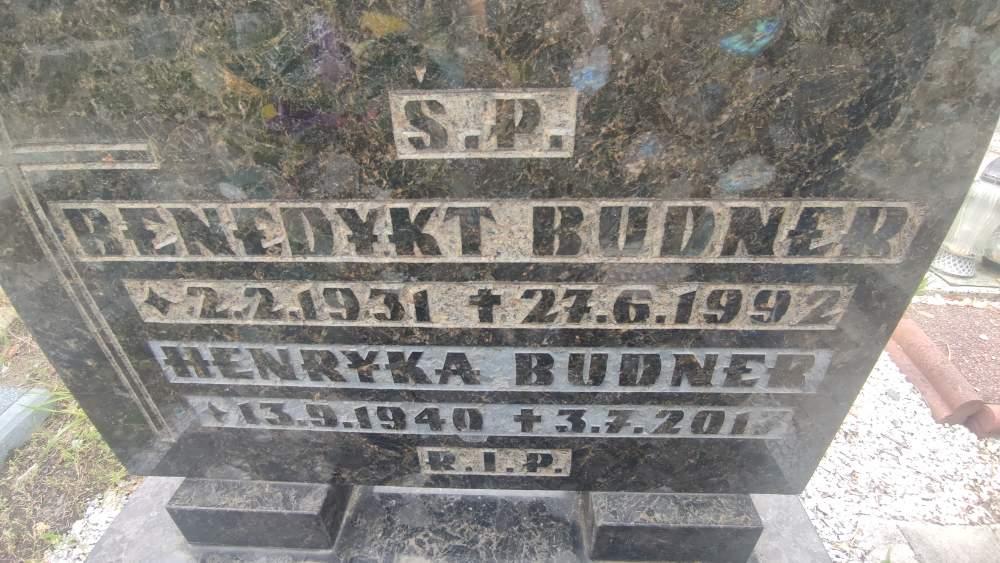 Ś.P.
BENEDYKT BUDNER
✦ 2.2.1931 ✝ 27.6.1992
HENRYKA BUDNER
✦ 13.9.1940 ✝
R.I.P.